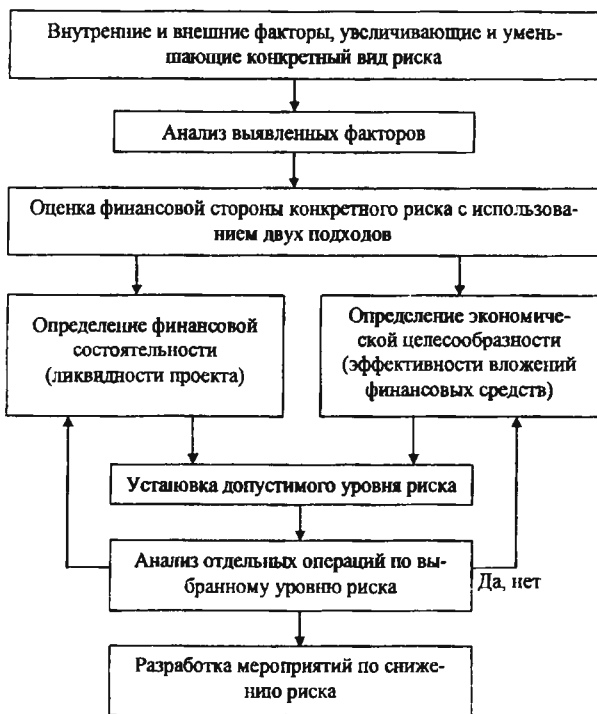 Внутренние и внешние факторы, увеличивающие и умень-
шающие конкретный вид риска
Анализ выявленных факторов
Оценка финансовой стороны конкретного риска с использова-
нием двух подходов
Определение финансовой
состоятельности
(ликвидности проекта)
Определение экономиче-
ской целесообразности
(эффективности вложений
финансовых средств)
Установка допустимого уровня риска
Анализ отдельных операций по вы-
бранному уровню риска
Да, нет
Разработка мероприятий по сниже-
нию риска